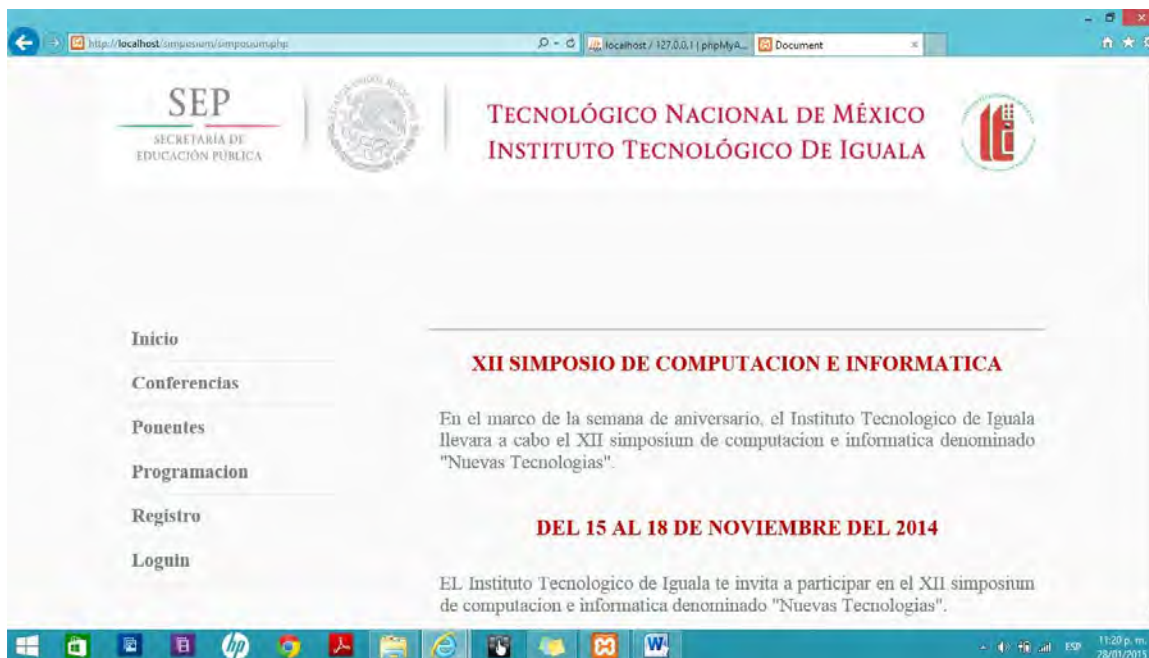 http://localhost/simposium/simposium.php
localhost / 127.0.0.1 | phpMyA...
Document
SEP
SECRETARÍA DE
EDUCACIÓN PÚBLICA
TECNOLÓGICO NACIONAL DE MÉXICO
INSTITUTO TECNOLÓGICO DE IGUALA
Inicio
Conferencias
Ponentes
Programacion
Registro
Loguin
XII SIMPOSIO DE COMPUTACION E INFORMATICA
En el marco de la semana de aniversario, el Instituto Tecnologico de Iguala
llevara a cabo el XII simposium de computacion e informatica denominado
"Nuevas Tecnologias".
DEL 15 AL 18 DE NOVIEMBRE DEL 2014
EL Instituto Tecnologico de Iguala te invita a participar en el XII simposium
de computacion e informatica denominado "Nuevas Tecnologias".
hp
ESP
11:20 p. m.
28/01/2015